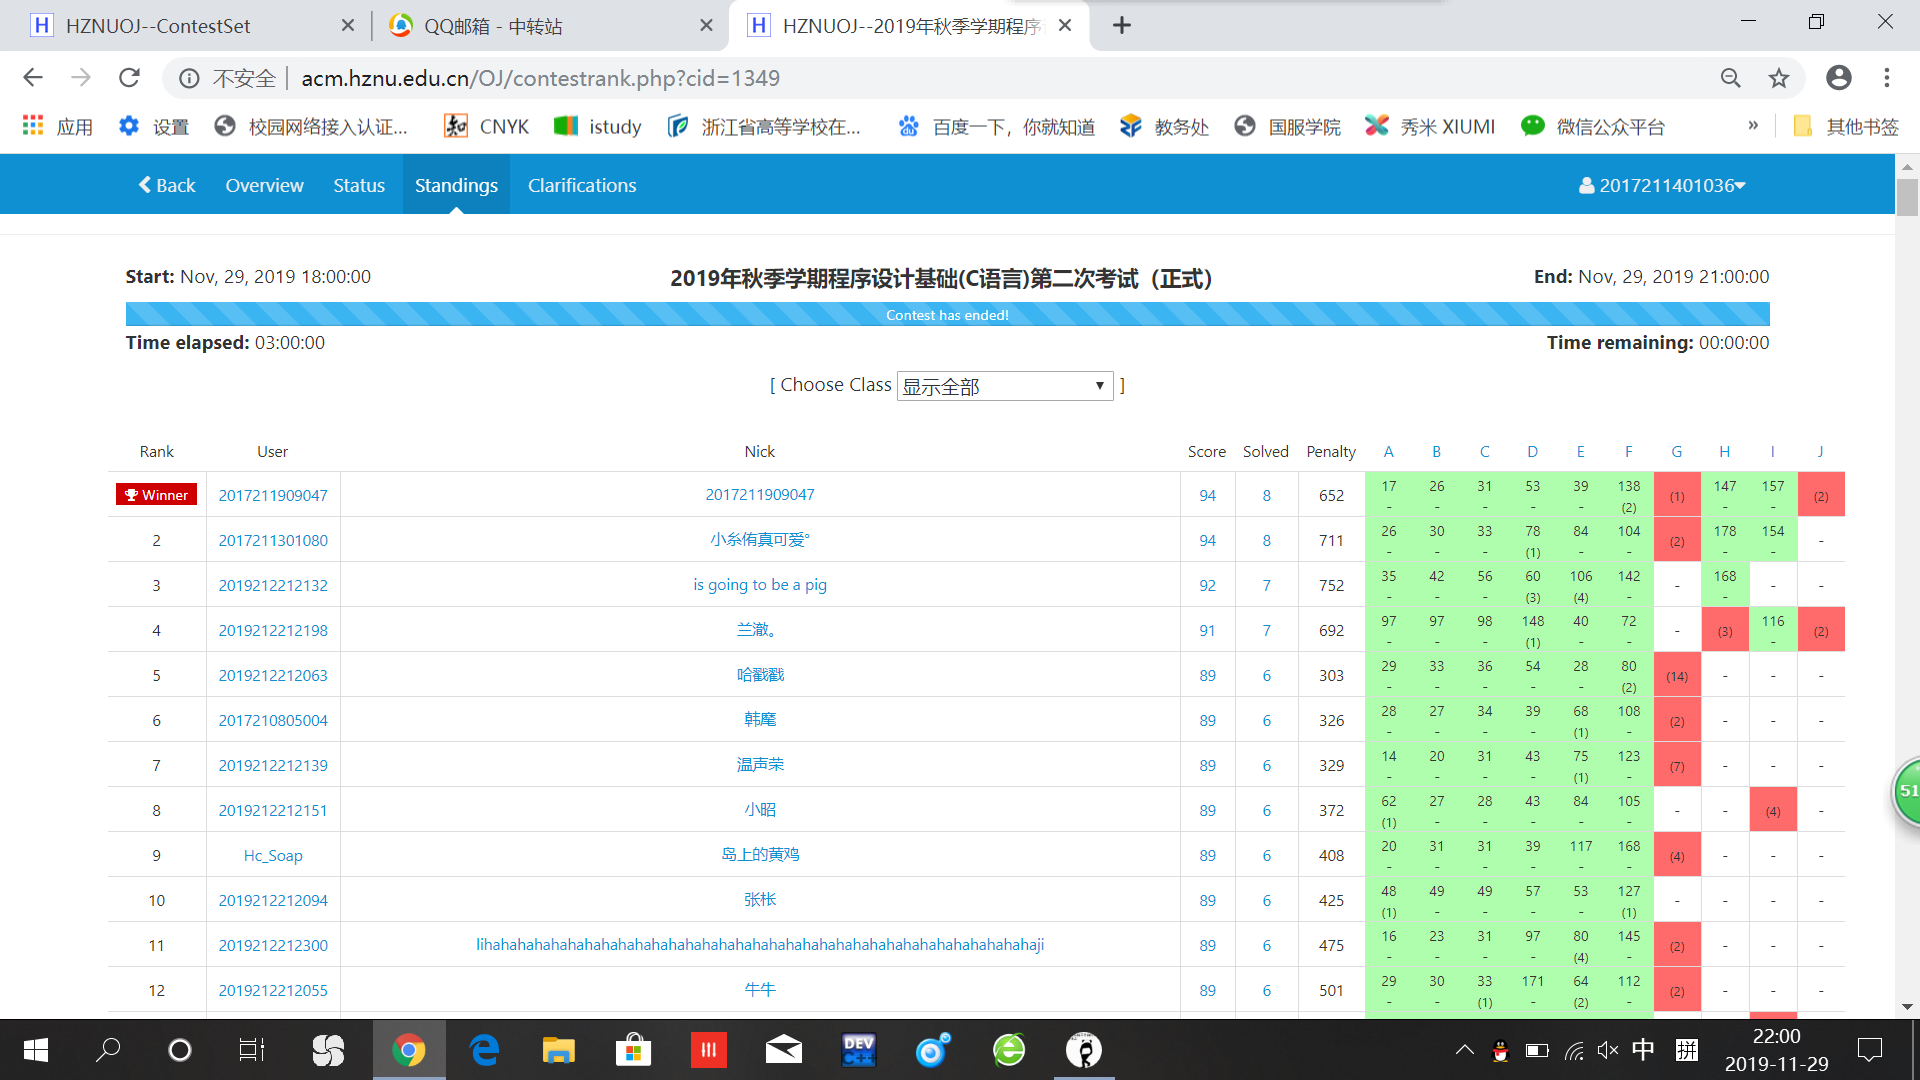 HZNUOJ--ContestSet
QQ邮箱 - 中转站
HZNUOJ--2019年秋季学期程序
不安全 acm.hznu.edu.cn/OJ/contestrank.php?cid=1349
应用 设置 校园网络接入认证... CNYK istudy 浙江省高等学校在... 百度一下，你就知道 教务处 国服学院 秀米 XIUMI 微信公众平台 » 其他书签
Back Overview Status Standings Clarifications 2017211401036
Start: Nov, 29, 2019 18:00:00 2019年秋季学期程序设计基础(C语言)第二次考试（正式） End: Nov, 29, 2019 21:00:00
Contest has ended!
Time elapsed: 03:00:00 Time remaining: 00:00:00
[ Choose Class 显示全部 ]
Rank User Nick Score Solved Penalty A B C D E F G H I J
Winner 2017211909047 2017211909047 94 8 652 17 26 31 53 39 138 (1) 147 157 (2)
- - - - - (2) - -
2 2017211301080 小糸侑真可爱° 94 8 711 26 30 33 78 84 104 (2) 178 154 -
- - - (1) - - - -
3 2019212212132 is going to be a pig 92 7 752 35 42 56 60 106 142 - 168 - -
- - - (3) (4) - -
4 2019212212198 兰澈。 91 7 692 97 97 98 148 40 72 - (3) 116 (2)
- - - (1) - - -
5 2019212212063 哈戳戳 89 6 303 29 33 36 54 28 80 (14) - - -
- - - - - (2)
6 2017210805004 韩麾 89 6 326 28 27 34 39 68 108 (2) - - -
- - - - (1) -
7 2019212212139 温声荣 89 6 329 14 20 31 43 75 123 (7) - - -
- - - - (1) -
8 2019212212151 小昭 89 6 372 62 27 28 43 84 105 - - (4) -
(1) - - - - -
9 Hc_Soap 岛上的黄鸡 89 6 408 20 31 31 39 117 168 (4) - - -
- - - - - -
10 2019212212094 张枨 89 6 425 48 49 49 57 53 127 - - - -
(1) - - - - (1)
11 2019212212300 lihahahahahahahahahahahahahahahahahahahahahahahahahahahahahahahahahaji 89 6 475 16 23 31 97 80 145 (2) - - -
- - - - (4) -
12 2019212212055 牛牛 89 6 501 29 30 33 171 64 112 (2) - - -
- - (1) - (2) -
51
DEV C++
中 拼
22:00
2019-11-29